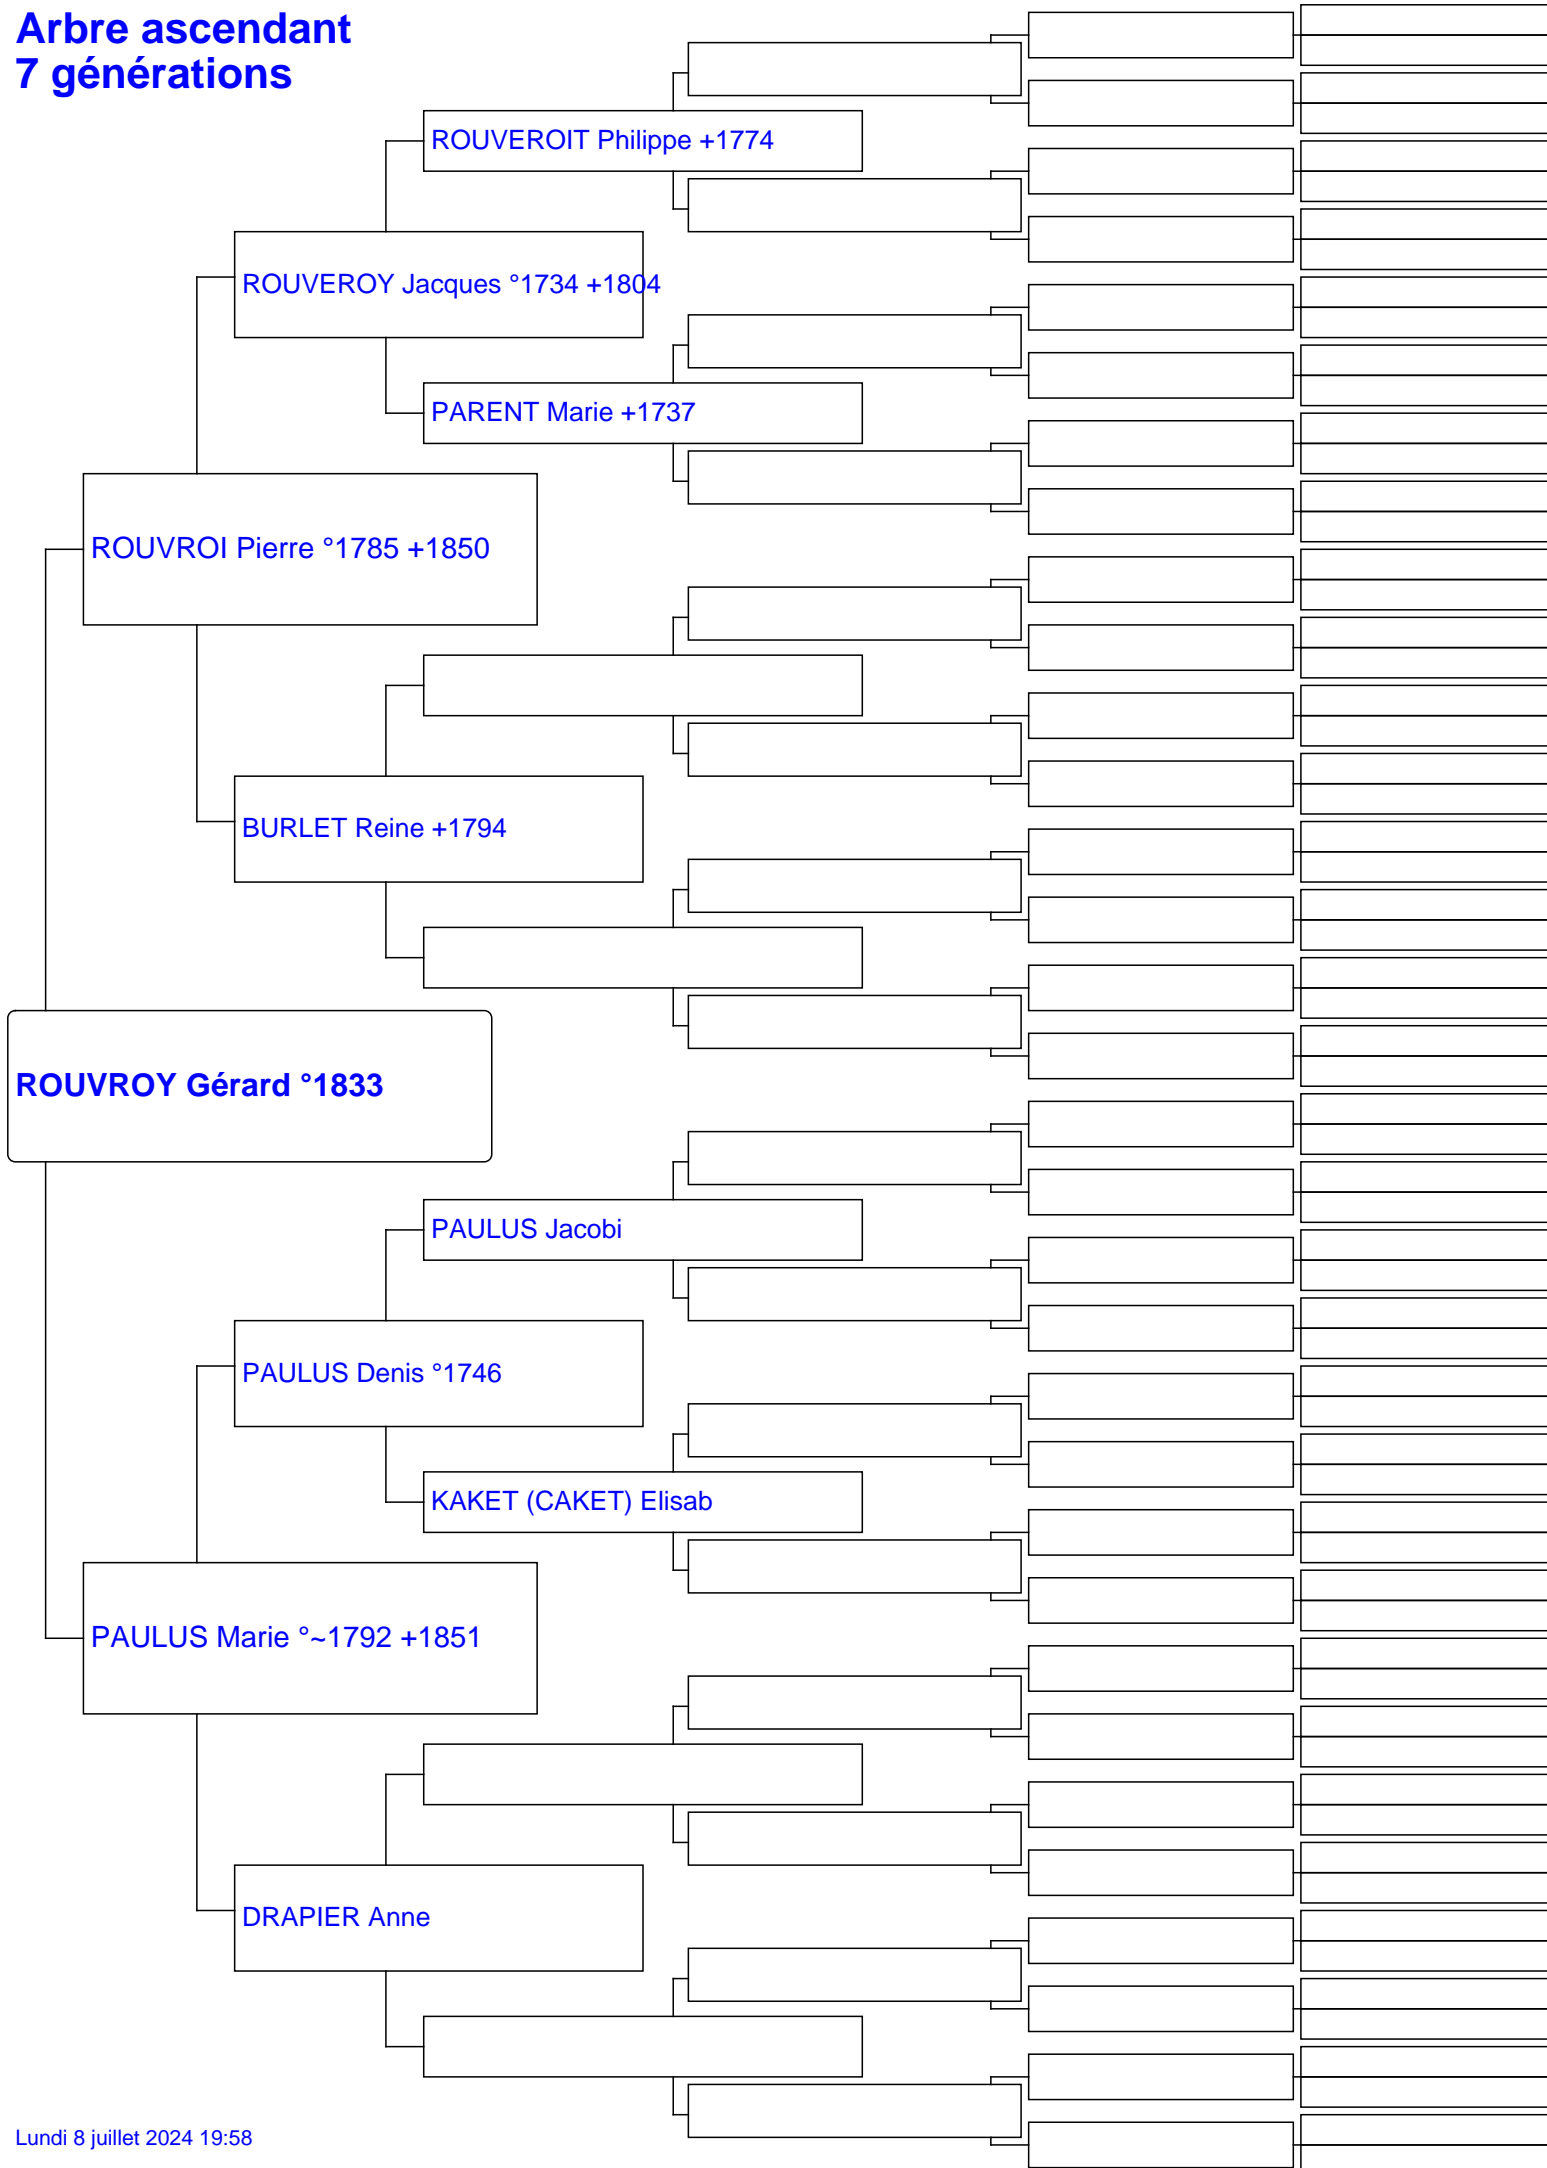 Arbre ascendant
7 générations
ROUVEROIT Philippe +1774
ROUVEROY Jacques °1734 +1804
PARENT Marie +1737
ROUVROI Pierre °1785 +1850
BURLET Reine +1794
ROUVROY Gérard °1833
PAULUS Jacobi
PAULUS Denis °1746
KAKET (CAKET) Elisab
PAULUS Marie °~1792 +1851
DRAPIER Anne
Lundi 8 juillet 2024 19:58